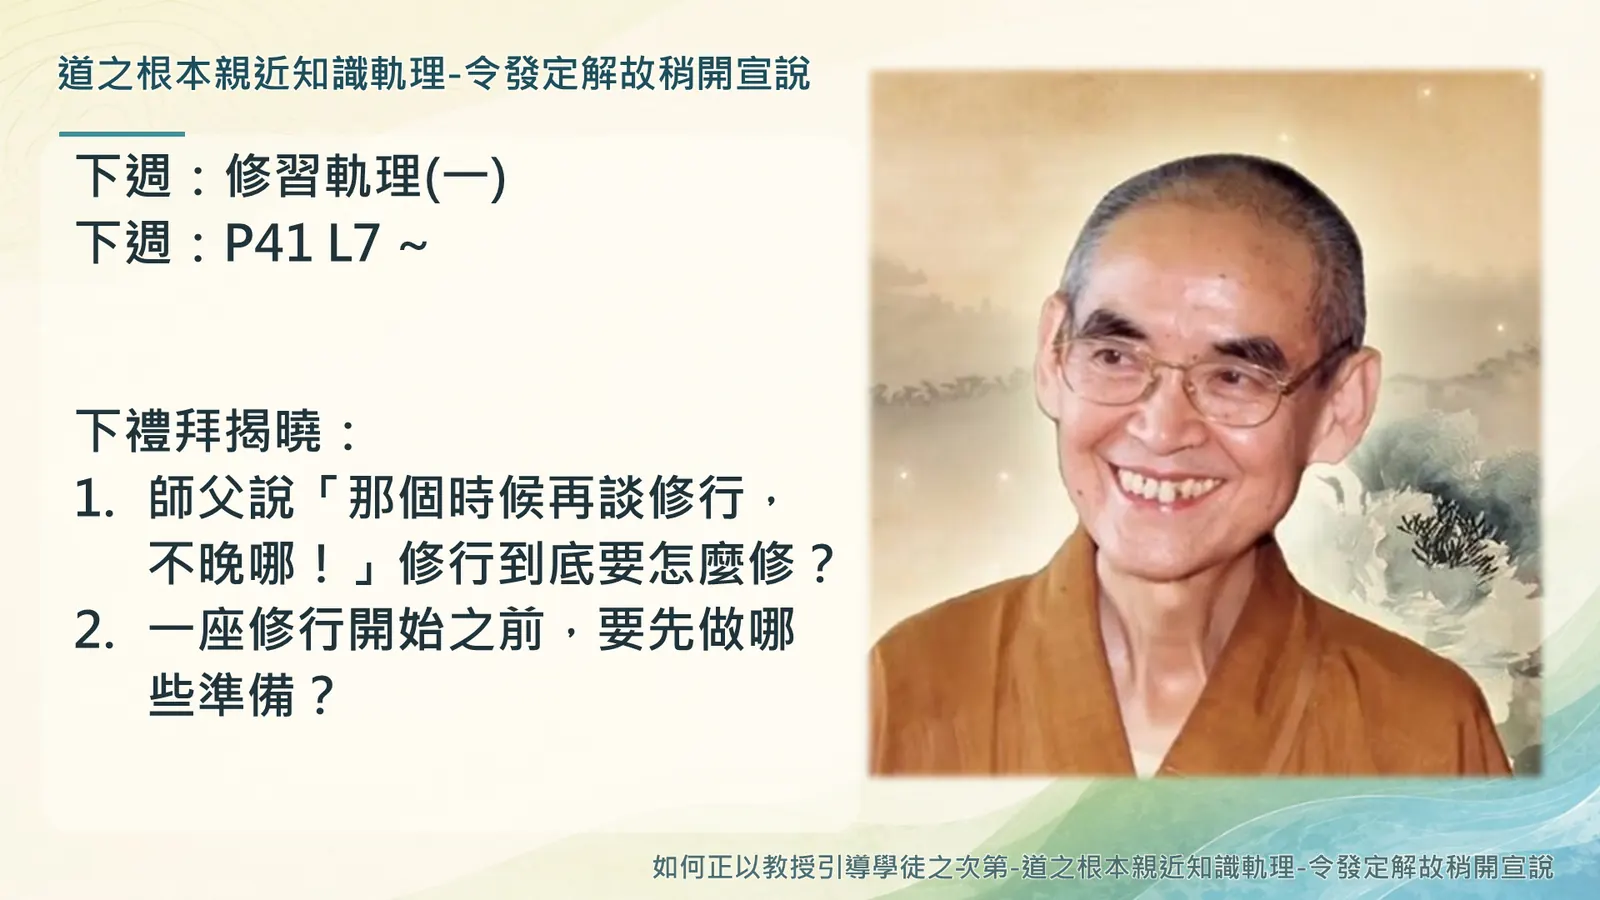 道之根本親近知識軌理-令發定解故稍開宣說
下週：修習軌理(一)
下週：P41 L7 ~
下禮拜揭曉：
1. 師父說「那個時候再談修行，
不晚哪！」修行到底要怎麼修？
2. 一座修行開始之前，要先做哪
些準備？
如何正以教授引導學徒之次第-道之根本親近知識軌理-令發定解故稍開宣說